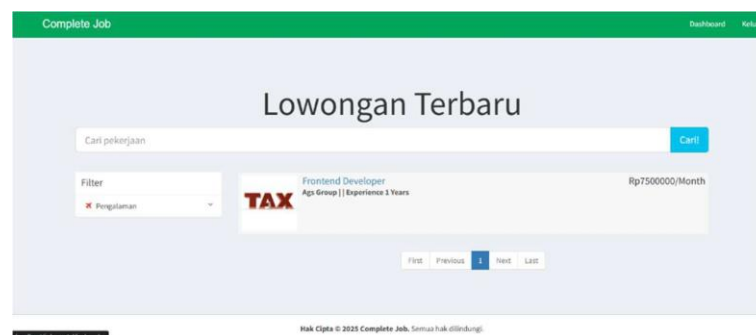 Complete Job
Dashboard
Lowongan Terbaru
Cari pekerjaan
Cari!
Filter
Pengalaman
TAX
Frontend Developer
Rp7500000/Month
Ags Group | | Experience 1 Years
First Previous 1 Next Last
Hak Cipta © 2025 Complete Job. Semua hak dilindungi.